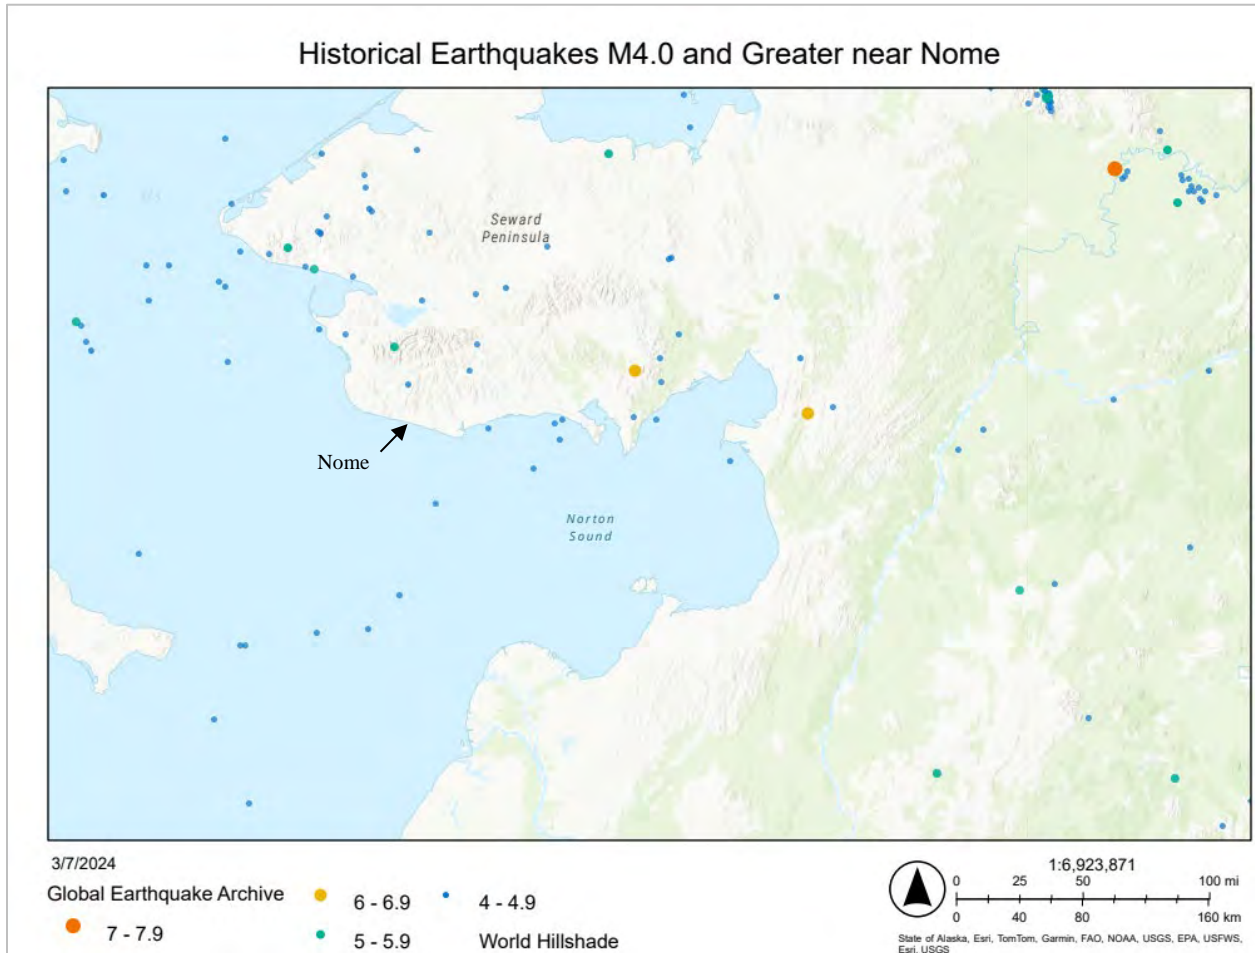 Historical Earthquakes M4.0 and Greater near Nome
Seward
Peninsula
Nome
Norton
Sound
3/7/2024
Global Earthquake Archive
7 - 7.9
6 - 6.9
5 - 5.9
4 - 4.9
World Hillshade
1:6,923,871
0 25 50 100 mi
0 40 80 160 km
State of Alaska, Esri, TomTom, Garmin, FAO, NOAA, USGS, EPA, USFWS,
Esri, USGS